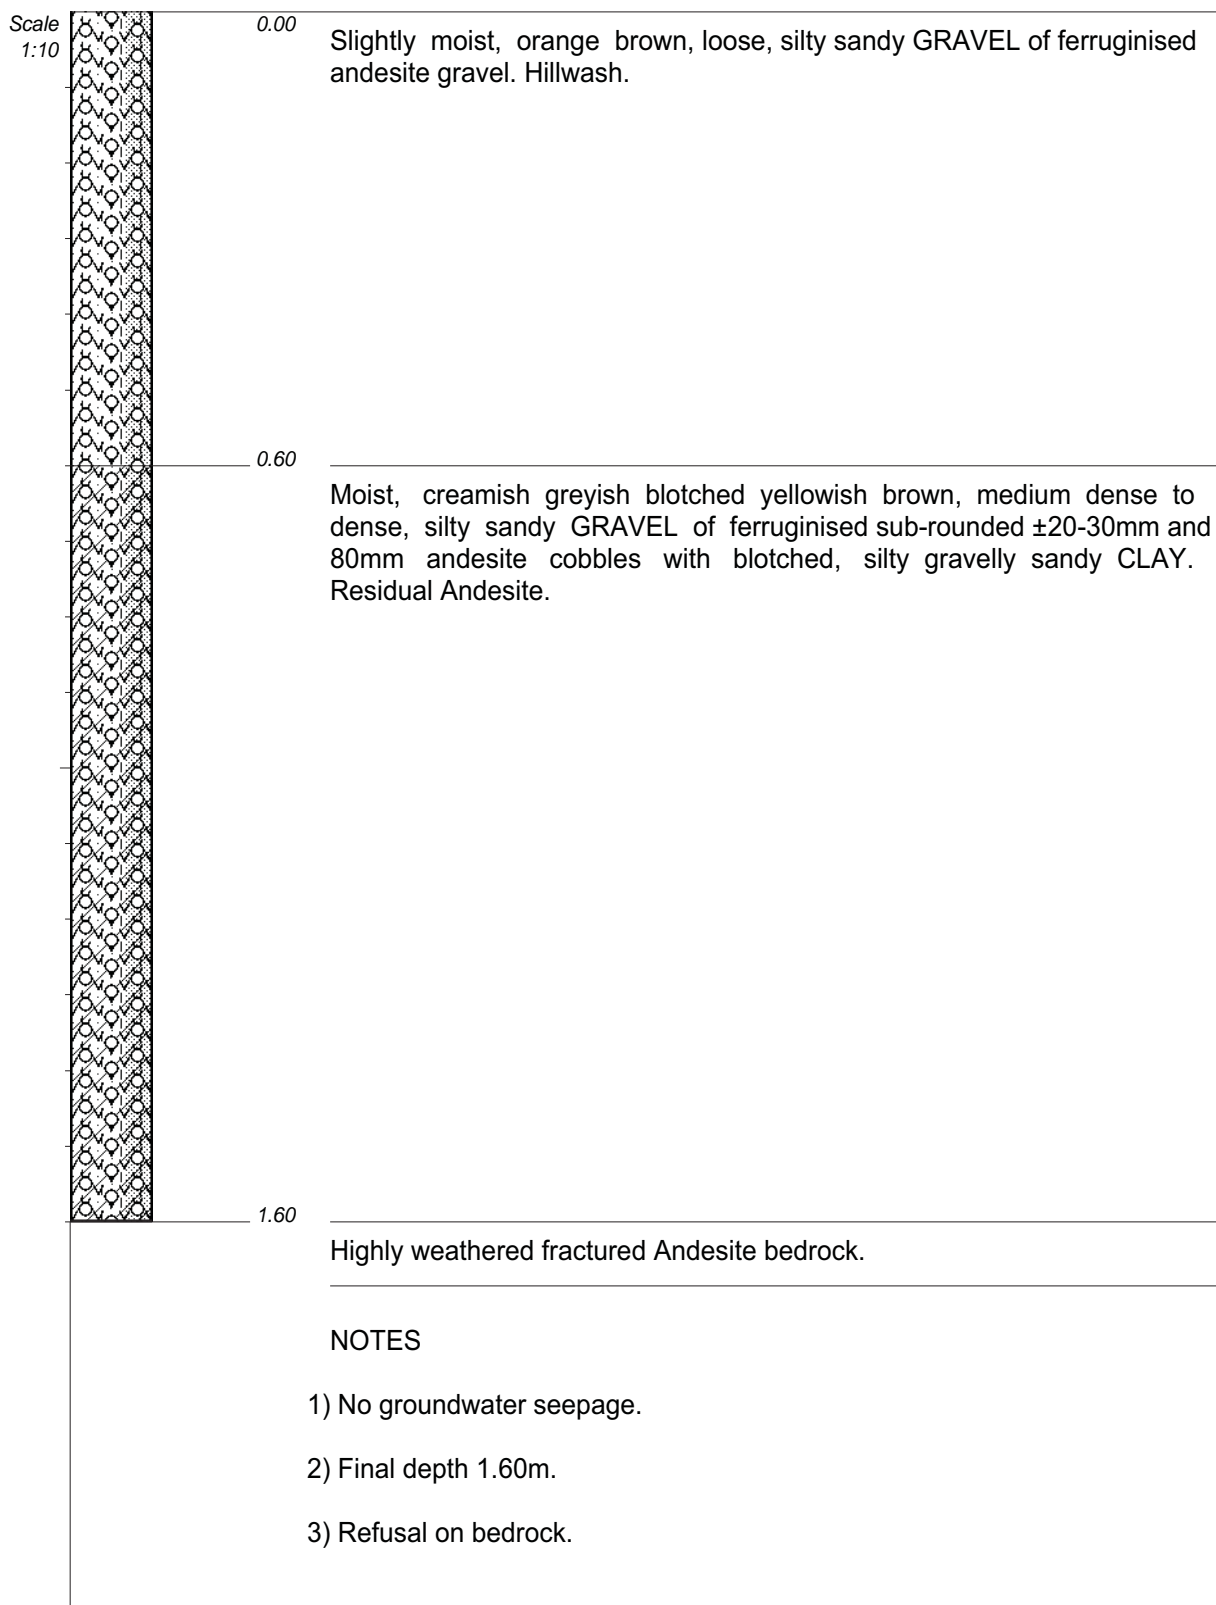 Scale
1:10
0.00
Slightly moist, orange brown, loose, silty sandy GRAVEL of ferruginised
andesite gravel. Hillwash.
0.60
Moist, creamish greyish blotched yellowish brown, medium dense to
dense, silty sandy GRAVEL of ferruginised sub-rounded ±20-30mm and
80mm andesite cobbles with blotched, silty gravelly sandy CLAY.
Residual Andesite.
1.60
Highly weathered fractured Andesite bedrock.
NOTES
1) No groundwater seepage.
2) Final depth 1.60m.
3) Refusal on bedrock.